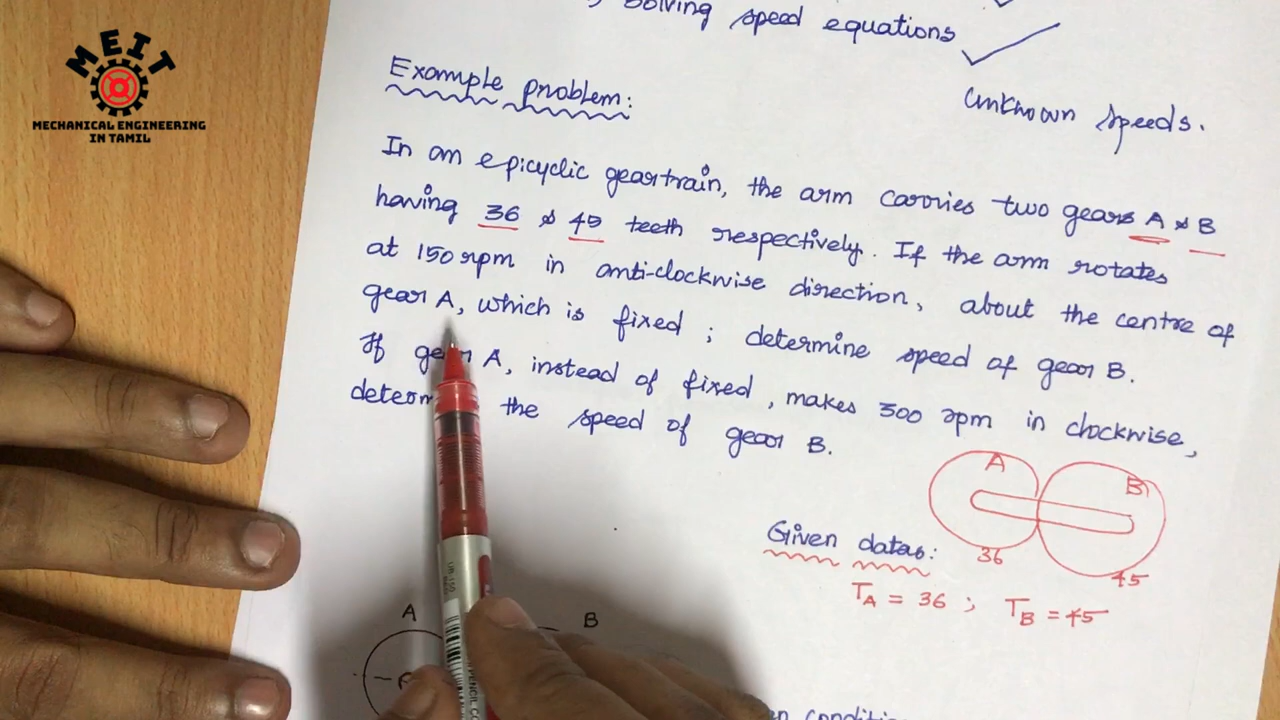 MEIT
MECHANICAL ENGINEERING
IN TAMIL
solving speed equations
unknown speeds.
Example problem:
In an epicyclic geartrain, the arm carries two gears A & B
having 36 & 45 teeth respectively. If the arm rotates
at 150 rpm in anti-clockwise direction, about the centre of
gear A, which is fixed ; determine speed of gear B.
If gear A, instead of fixed, makes 300 rpm in clockwise,
the speed of gear B.
A B
36 45
Given datas:
TA = 36 ; TB = 45
A B